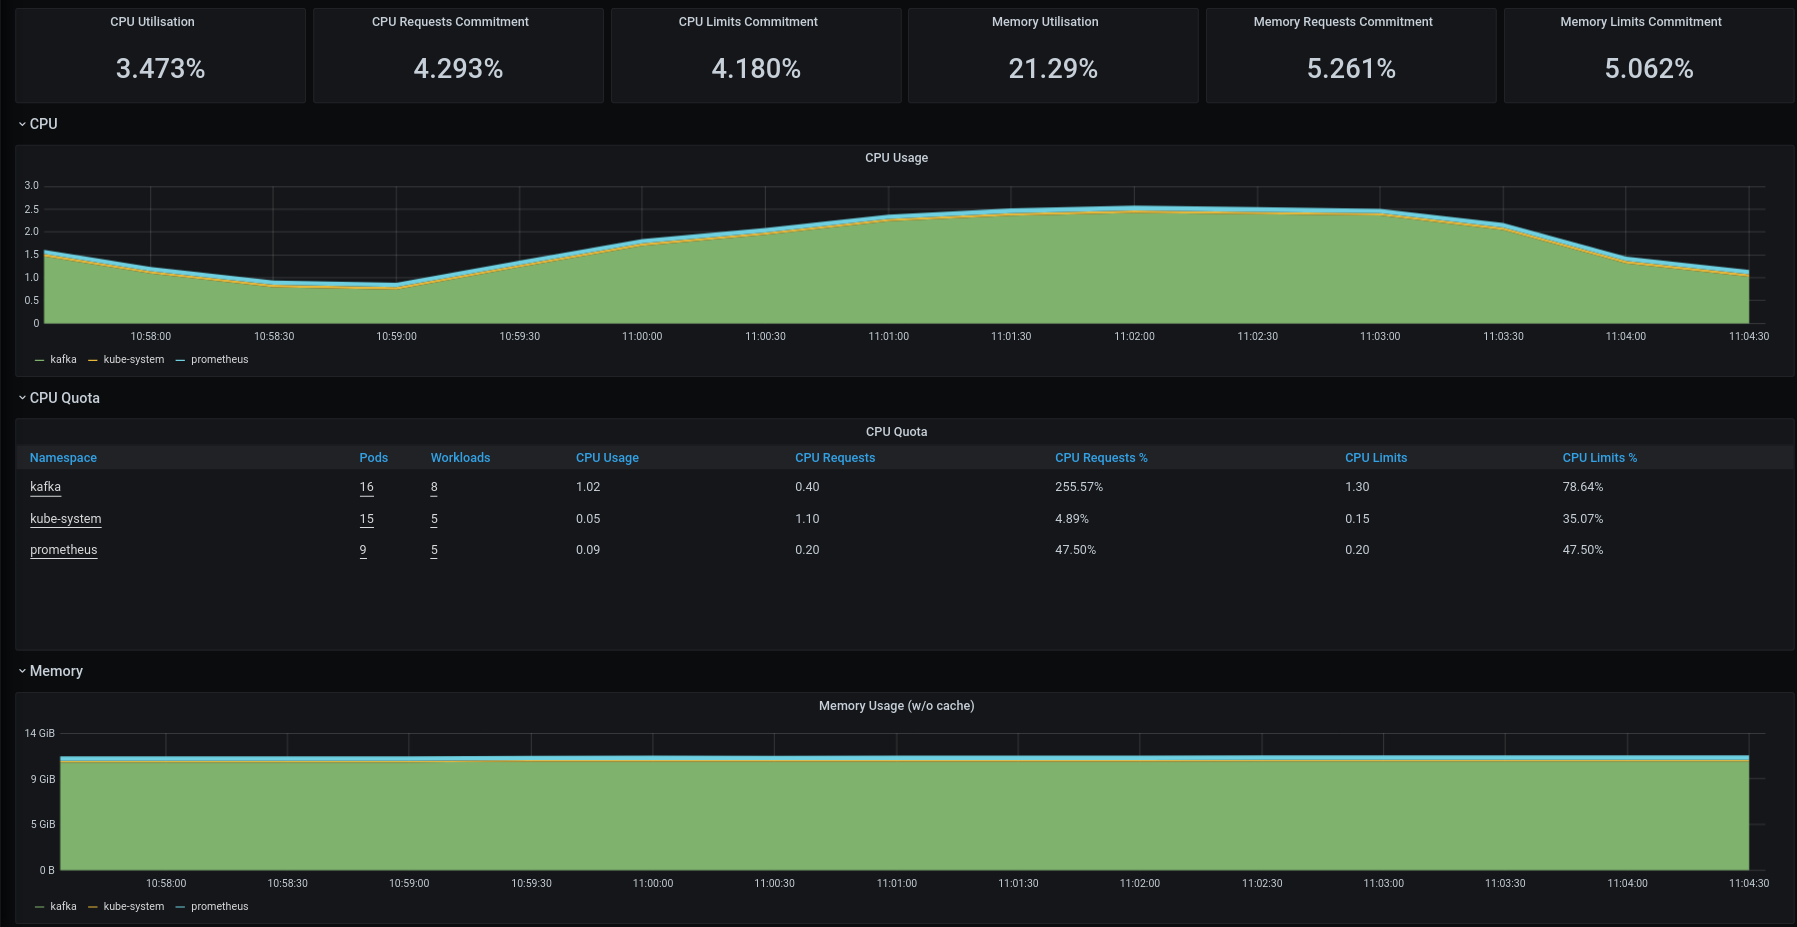 CPU Utilisation
3.473%
CPU Requests Commitment
4.293%
CPU Limits Commitment
4.180%
Memory Utilisation
21.29%
Memory Requests Commitment
5.261%
Memory Limits Commitment
5.062%
CPU
CPU Usage
3.0
2.5
2.0
1.5
1.0
0.5
0
10:58:00 10:58:30 10:59:00 10:59:30 11:00:00 11:00:30 11:01:00 11:01:30 11:02:00 11:02:30 11:03:00 11:03:30 11:04:00 11:04:30
kafka kube-system prometheus
CPU Quota
CPU Quota
Namespace Pods Workloads CPU Usage CPU Requests CPU Requests % CPU Limits CPU Limits %
kafka 16 8 1.02 0.40 255.57% 1.30 78.64%
kube-system 15 5 0.05 1.10 4.89% 0.15 35.07%
prometheus 9 5 0.09 0.20 47.50% 0.20 47.50%
Memory
Memory Usage (w/o cache)
14 GiB
9 GiB
5 GiB
0 B
10:58:00 10:58:30 10:59:00 10:59:30 11:00:00 11:00:30 11:01:00 11:01:30 11:02:00 11:02:30 11:03:00 11:03:30 11:04:00 11:04:30
kafka kube-system prometheus